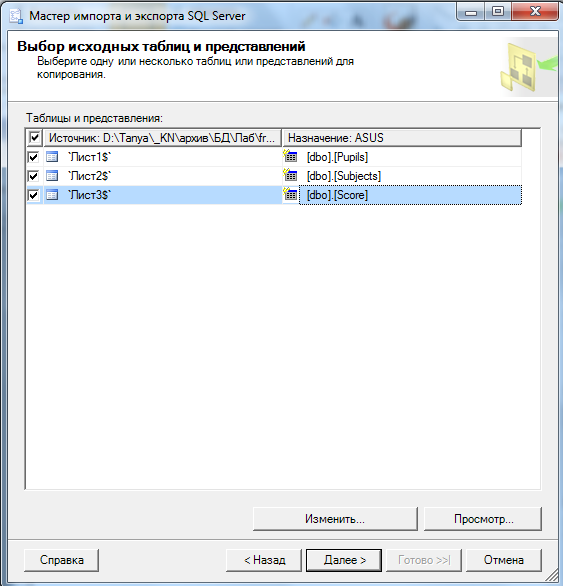 Мастер импорта и экспорта SQL Server
Выбор исходных таблиц и представлений
Выберите одну или несколько таблиц или представлений для
копирования.
Таблицы и представления:
Источник: D:\Tanya\_KN\архив\БД\Лаб\fr... Назначение: ASUS
`Лист1$` [dbo].[Pupils]
`Лист2$` [dbo].[Subjects]
`Лист3$` [dbo].[Score]
Изменить... Просмотр...
Справка < Назад Далее > Готово >>| Отмена